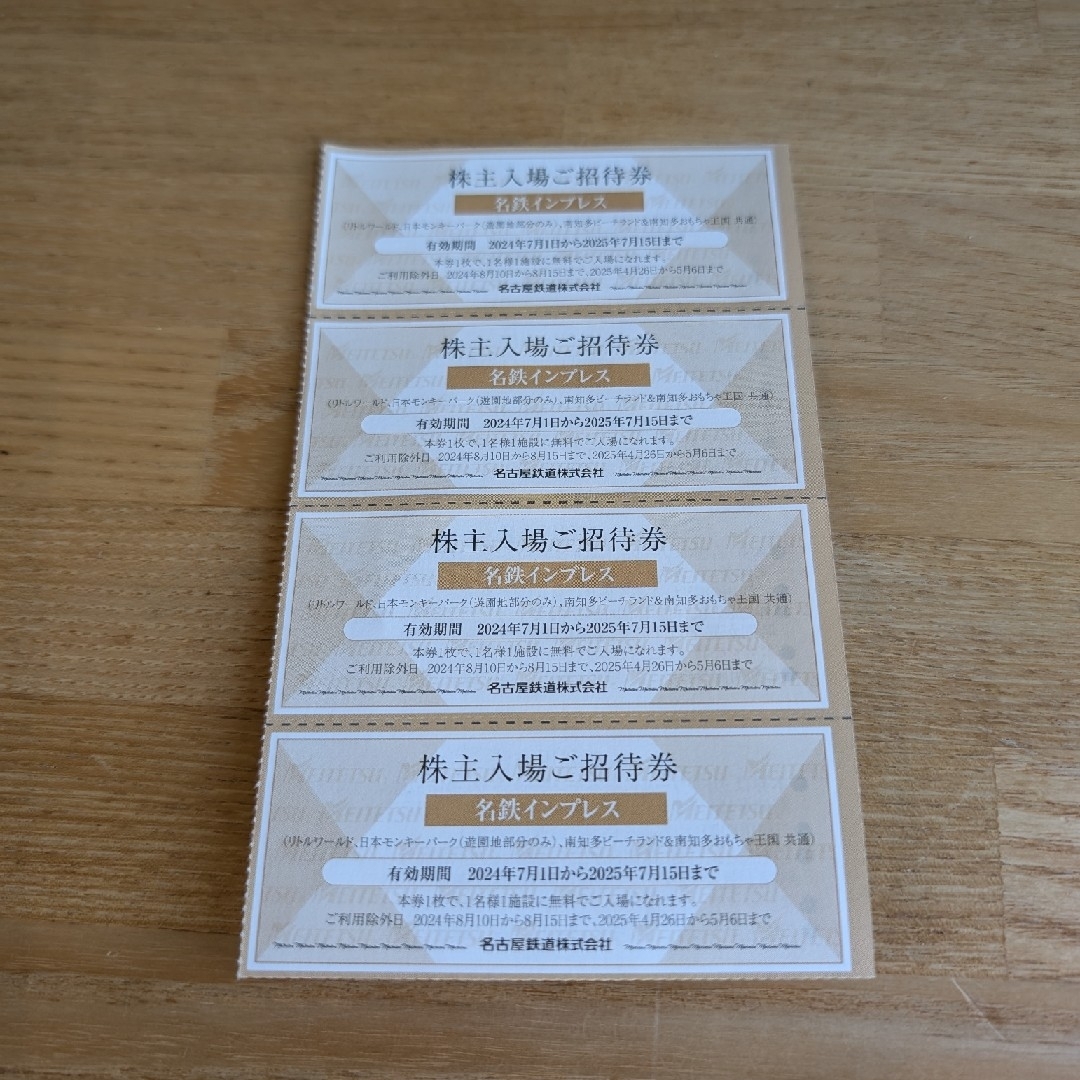 株主入場ご招待券
名鉄インプレス
(リトルワールド、日本モンキーパーク(遊園地部分のみ)、南知多ビーチランド&南知多おもちゃ王国 共通)
有効期間 2024年7月1日から2025年7月15日まで
本券1枚で、1名様1施設に無料でご入場になれます。
ご利用除外日 2024年8月10日から8月15日まで、2025年4月26日から5月6日まで
名古屋鉄道株式会社
株主入場ご招待券
名鉄インプレス
(リトルワールド、日本モンキーパーク(遊園地部分のみ)、南知多ビーチランド&南知多おもちゃ王国 共通)
有効期間 2024年7月1日から2025年7月15日まで
本券1枚で、1名様1施設に無料でご入場になれます。
ご利用除外日 2024年8月10日から8月15日まで、2025年4月26日から5月6日まで
名古屋鉄道株式会社
株主入場ご招待券
名鉄インプレス
(リトルワールド、日本モンキーパーク(遊園地部分のみ)、南知多ビーチランド&南知多おもちゃ王国 共通)
有効期間 2024年7月1日から2025年7月15日まで
本券1枚で、1名様1施設に無料でご入場になれます。
ご利用除外日 2024年8月10日から8月15日まで、2025年4月26日から5月6日まで
名古屋鉄道株式会社
株主入場ご招待券
名鉄インプレス
(リトルワールド、日本モンキーパーク(遊園地部分のみ)、南知多ビーチランド&南知多おもちゃ王国 共通)
有効期間 2024年7月1日から2025年7月15日まで
本券1枚で、1名様1施設に無料でご入場になれます。
ご利用除外日 2024年8月10日から8月15日まで、2025年4月26日から5月6日まで
名古屋鉄道株式会社